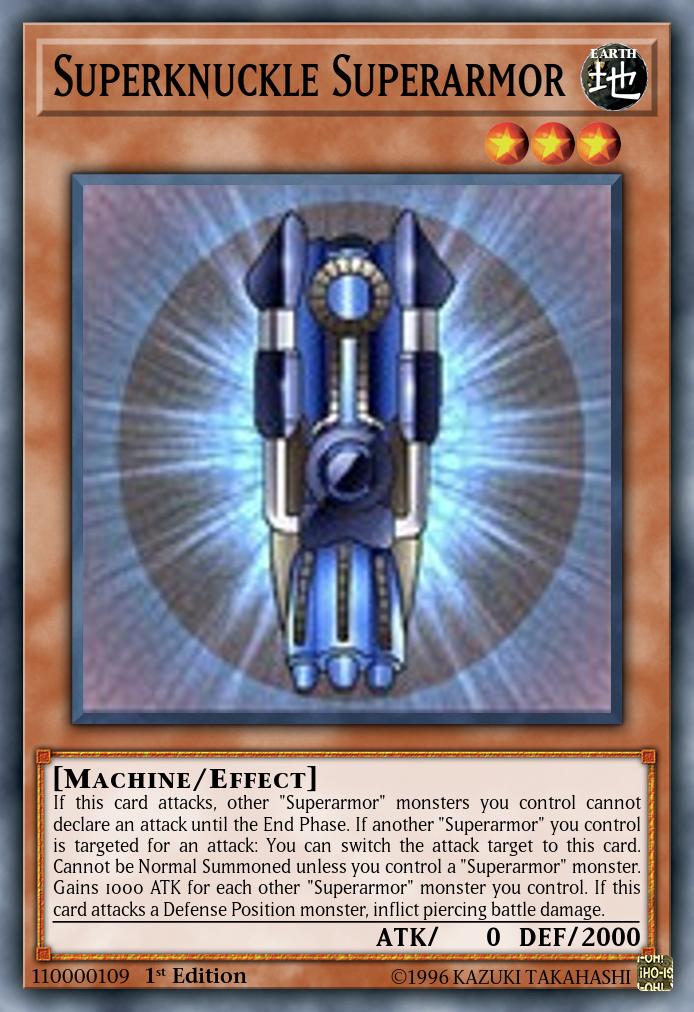 Superknuckle Superarmor
EARTH
地
[Machine/Effect]
If this card attacks, other "Superarmor" monsters you control cannot
declare an attack until the End Phase. If another "Superarmor" you control
is targeted for an attack: You can switch the attack target to this card.
Cannot be Normal Summoned unless you control a "Superarmor" monster.
Gains 1000 ATK for each other "Superarmor" monster you control. If this
card attacks a Defense Position monster, inflict piercing battle damage.
ATK/ 0 DEF/2000
110000109 1st Edition ©1996 KAZUKI TAKAHASHI